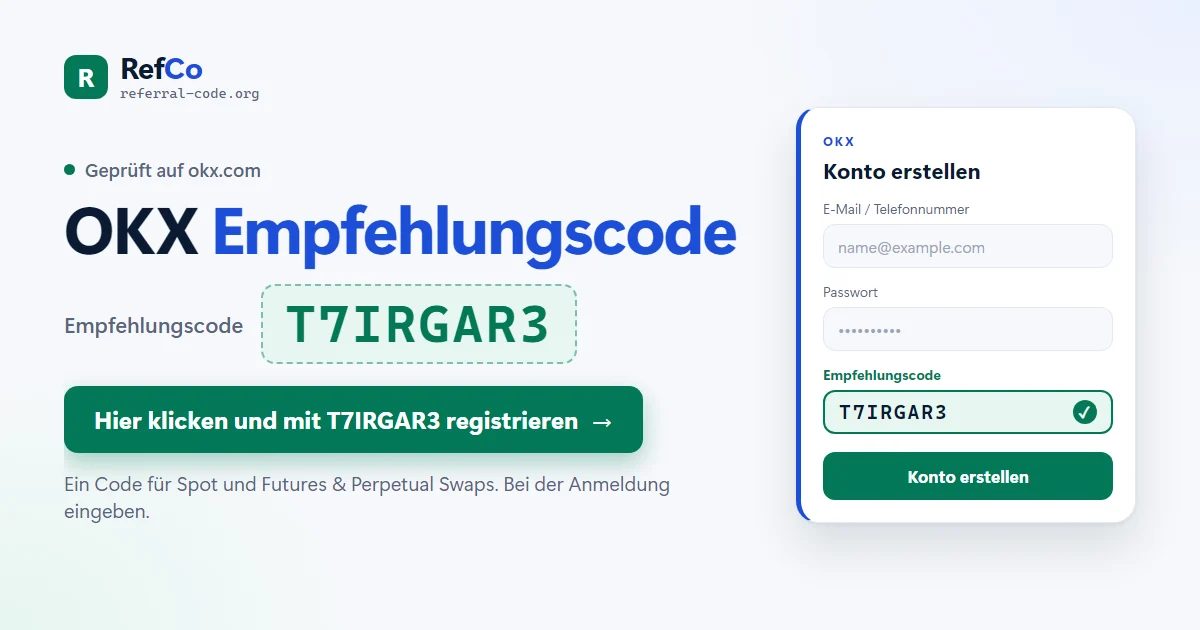 R
RefCo
referral-code.org
Geprüft auf okx.com
OKX Empfehlungscode
Empfehlungscode
T7IRGAR3
Hier klicken und mit T7IRGAR3 registrieren →
Ein Code für Spot und Futures & Perpetual Swaps. Bei der Anmeldung
eingeben.
OKX
Konto erstellen
E-Mail / Telefonnummer
name@example.com
Passwort
••••••••••
Empfehlungscode
T7IRGAR3 ✓
Konto erstellen